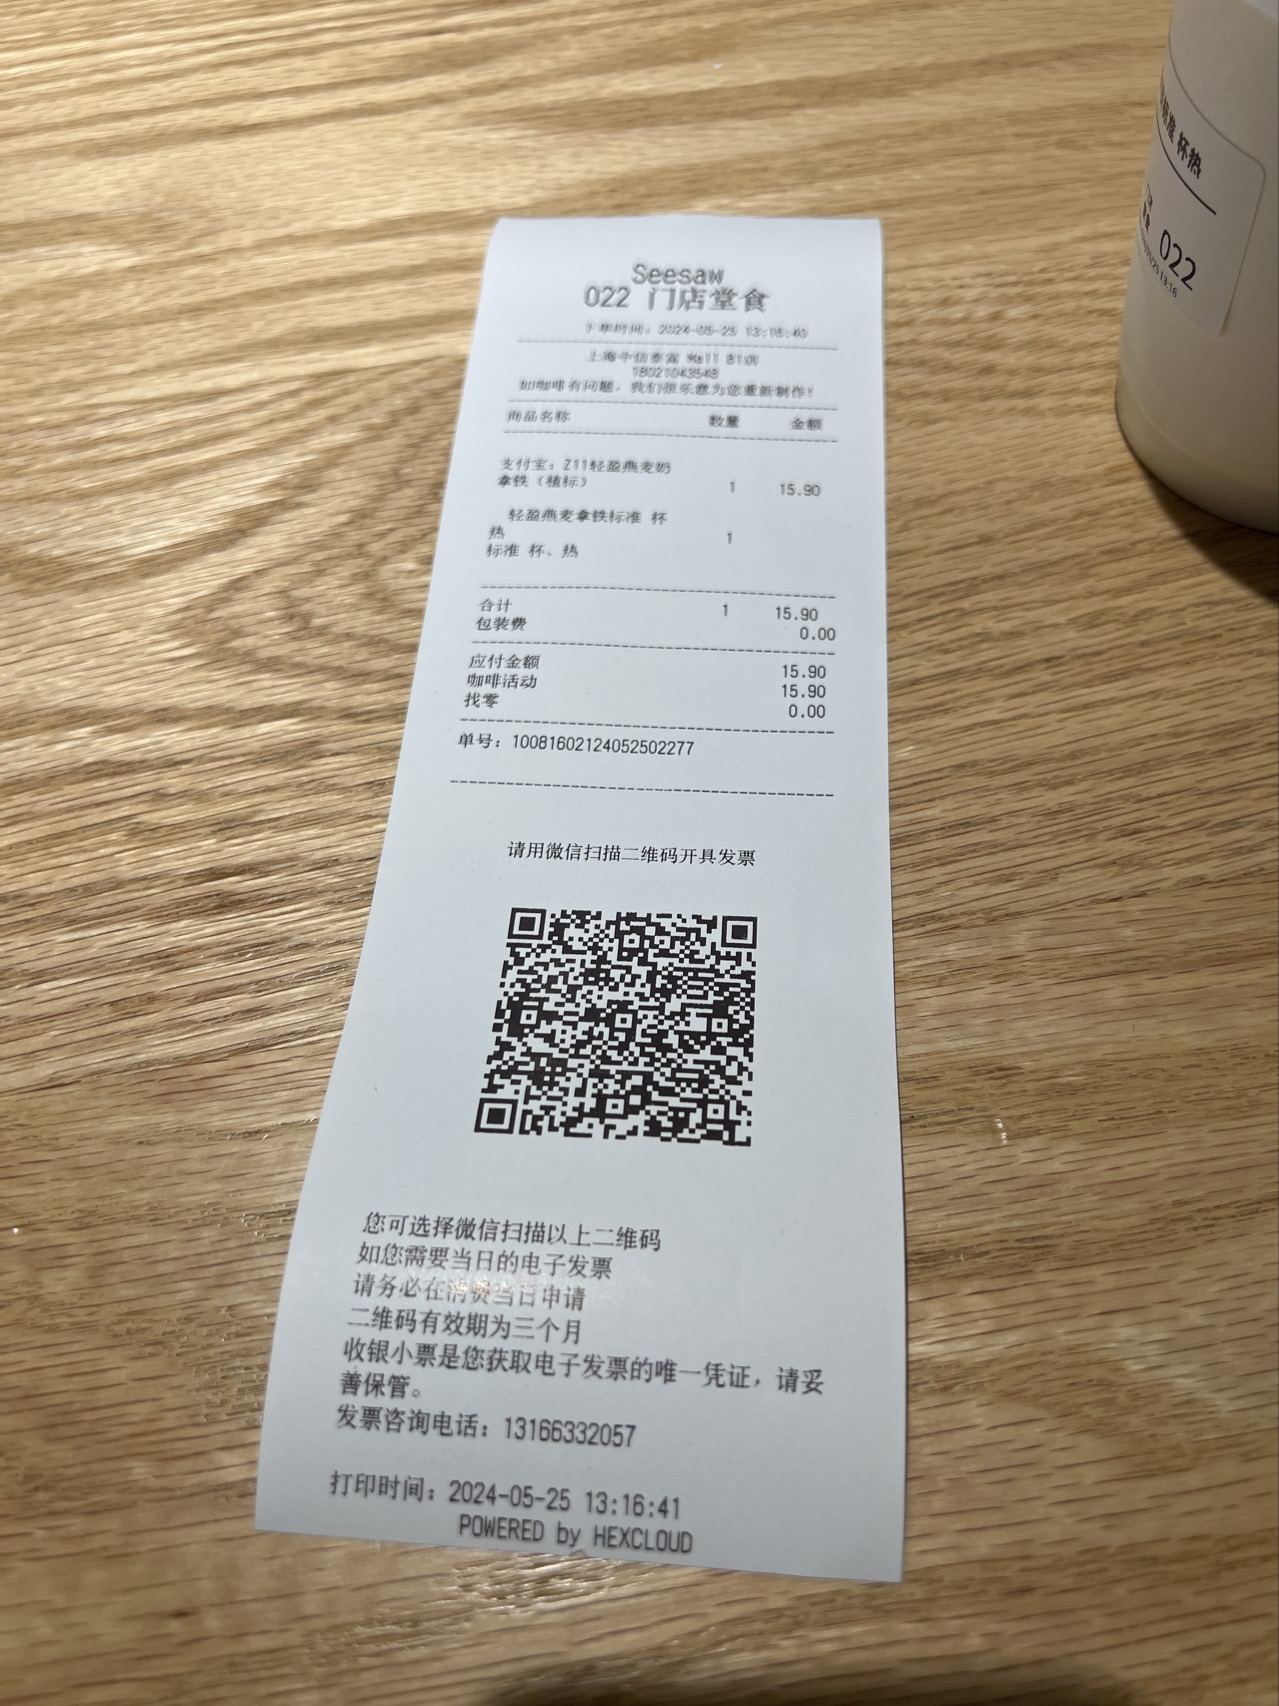 Seesaw
022 门店堂食
下单时间：2024-05-25 13:16:40
上海中信泰富 Mall B1店
18021043548
如咖啡有问题，我们很乐意为您重新制作！
商品名称 数量 金额
支付宝：Z11轻盈燕麦奶
拿铁（植标） 1 15.90
轻盈燕麦拿铁标准 杯
热 1
标准 杯、热
合计 1 15.90
包装费 0.00
应付金额 15.90
咖啡活动 15.90
找零 0.00
单号：10081602124052502277
请用微信扫描二维码开具发票
您可选择微信扫描以上二维码
如您需要当日的电子发票
请务必在消费当日申请
二维码有效期为三个月
收银小票是您获取电子发票的唯一凭证，请妥
善保管。
发票咨询电话：13166332057
打印时间：2024-05-25 13:16:41
POWERED by HEXCLOUD
标准 杯热
022